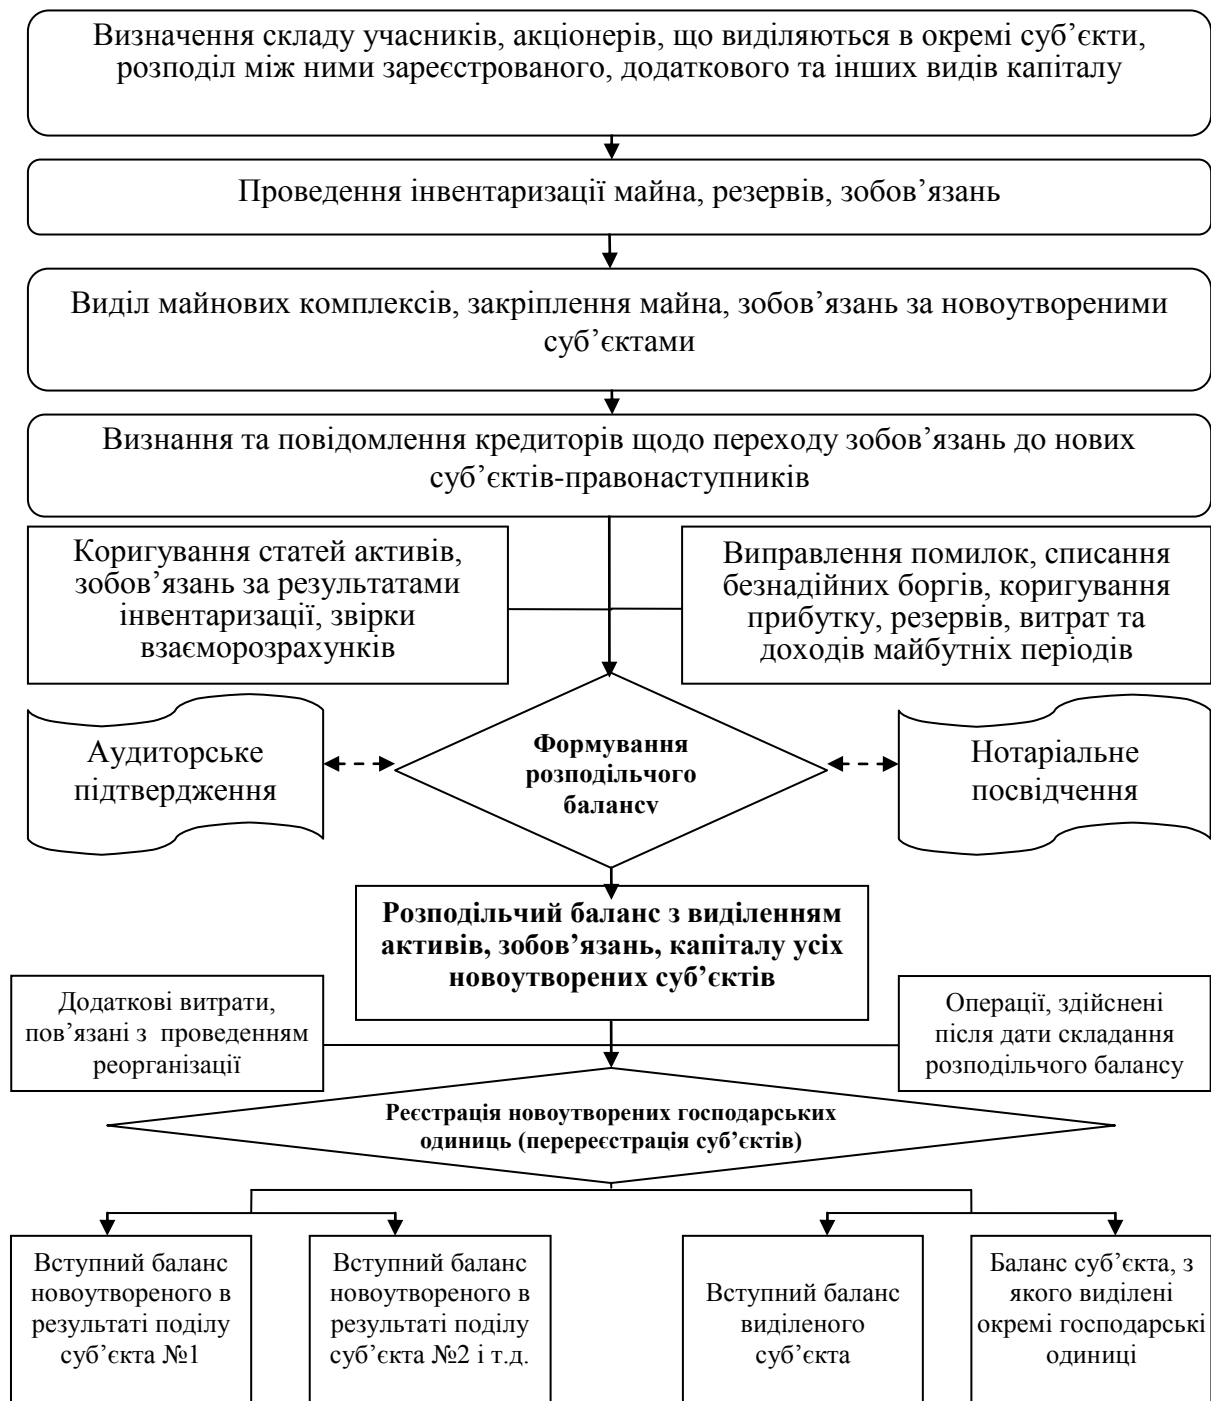 Визначення складу учасників, акціонерів, що виділяються в окремі суб’єкти,
розподіл між ними зареєстрованого, додаткового та інших видів капіталу
Проведення інвентаризації майна, резервів, зобов’язань
Виділ майнових комплексів, закріплення майна, зобов’язань за новоутвореними
суб’єктами
Визнання та повідомлення кредиторів щодо переходу зобов’язань до нових
суб’єктів-правонаступників
Коригування статей активів,
зобов’язань за результатами
інвентаризації, звірки
взаєморозрахунків
Виправлення помилок, списання
безнадійних боргів, коригування
прибутку, резервів, витрат та
доходів майбутніх періодів
Аудиторське
підтвердження
Формування
розподільчого
балансу
Нотаріальне
посвідчення
Розподільчий баланс з виділенням
активів, зобов’язань, капіталу усіх
новоутворених суб’єктів
Додаткові витрати,
пов’язані з проведенням
реорганізації
Операції, здійснені
після дати складання
розподільчого балансу
Реєстрація новоутворених господарських
одиниць (перереєстрація суб’єктів)
Вступний баланс
новоутвореного в
результаті поділу
суб’єкта №1
Вступний баланс
новоутвореного в
результаті поділу
суб’єкта №2 і т.д.
Вступний баланс
виділеного
суб’єкта
Баланс суб’єкта, з
якого виділені
окремі господарські
одиниці